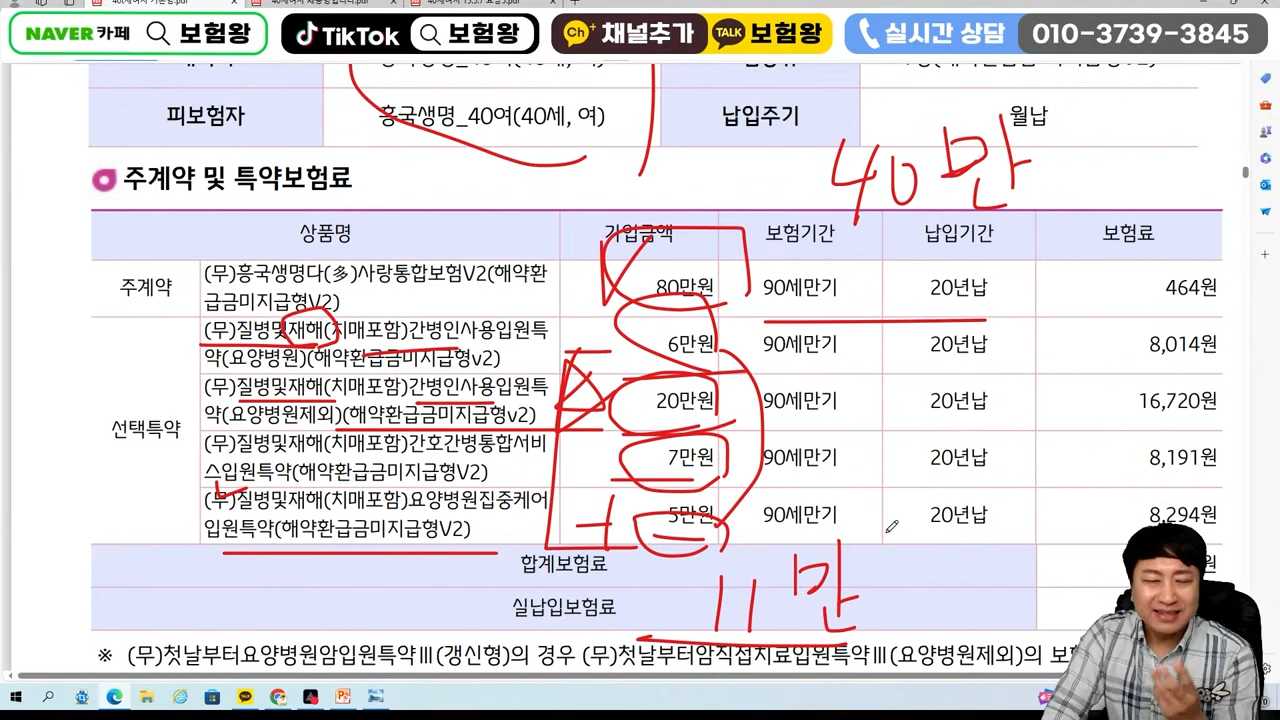 NAVER 카페 보험왕
TikTok 보험왕
Ch+ 채널추가 TALK 보험왕
실시간 상담 010-3739-3845
피보험자 흥국생명_40여(40세, 여) 납입주기 월납
40만
주계약 및 특약보험료
상품명 가입금액 보험기간 납입기간 보험료
주계약 (무)흥국생명다(多)사랑통합보험V2(해약환
급금미지급형V2) 80만원 90세만기 20년납 464원
선택특약
(무)질병및재해(치매포함)간병인사용입원특
약(요양병원)(해약환급금미지급형v2) 6만원 90세만기 20년납 8,014원
(무)질병및재해(치매포함)간병인사용입원특
약(요양병원제외)(해약환급금미지급형v2) 20만원 90세만기 20년납 16,720원
(무)질병및재해(치매포함)간호간병통합서비
스입원특약(해약환급금미지급형V2) 7만원 90세만기 20년납 8,191원
(무)질병및재해(치매포함)요양병원집중케어
입원특약(해약환급금미지급형V2) 5만원 90세만기 20년납 8,294원
합계보험료 원
실납입보험료
11만
※ (무)첫날부터요양병원암입원특약Ⅲ(갱신형)의 경우 (무)첫날부터암직접치료입원특약Ⅲ(요양병원제외)의 보험